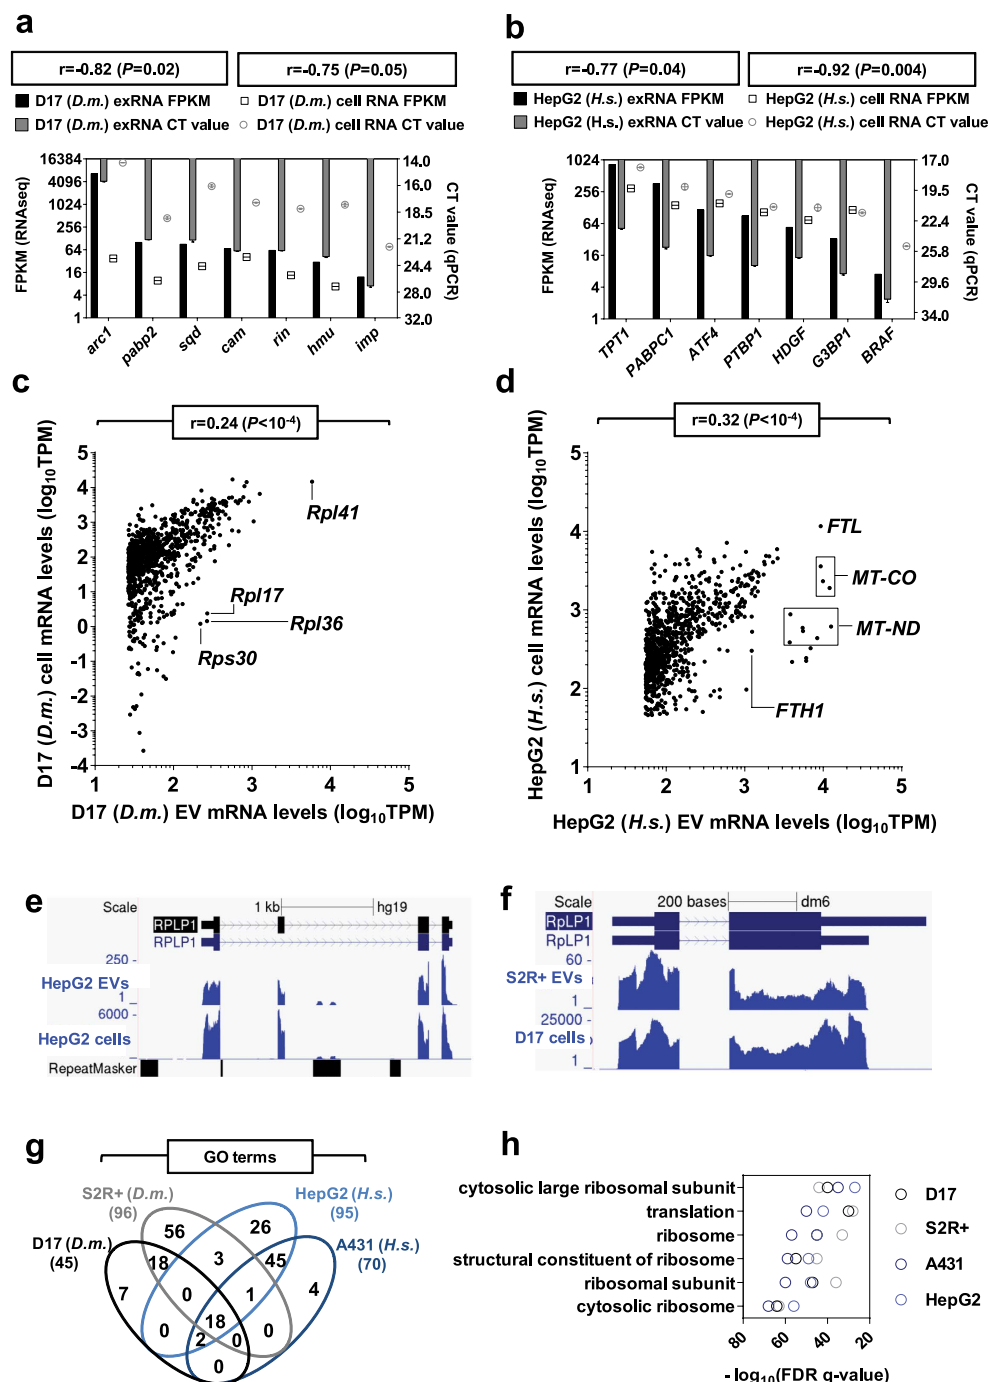 a
r=-0.82 (P=0.02)
r=-0.75 (P=0.05)
D17 (D.m.) exRNA FPKM
D17 (D.m.) cell RNA FPKM
D17 (D.m.) exRNA CT value
D17 (D.m.) cell RNA CT value
FPKM (RNAseq)
16384
4096
1024
256
64
16
4
1
14.0
16.0
18.5
21.2
24.4
28.0
32.0
CT value (qPCR)
arc1
pabp2
sqd
cam
rin
hmu
imp
b
r=-0.77 (P=0.04)
r=-0.92 (P=0.004)
HepG2 (H.s.) exRNA FPKM
HepG2 (H.s.) cell RNA FPKM
HepG2 (H.s.) exRNA CT value
HepG2 (H.s.) cell RNA CT value
FPKM (RNAseq)
1024
256
64
16
4
1
17.0
19.5
22.4
25.8
29.6
34.0
CT value (qPCR)
TPT1
PABPC1
ATF4
PTBP1
HDGF
G3BP1
BRAF
c
r=0.24 (P<10-4)
D17 (D.m.) cell mRNA levels (log10TPM)
5
4
3
2
1
0
-1
-2
-3
-4
Rpl41
Rpl17
Rpl36
Rps30
1
2
3
4
5
D17 (D.m.) EV mRNA levels (log10TPM)
d
r=0.32 (P<10-4)
HepG2 (H.s.) cell mRNA levels (log10TPM)
5
4
3
2
1
FTL
MT-CO
MT-ND
FTH1
1
2
3
4
5
HepG2 (H.s.) EV mRNA levels (log10TPM)
e
Scale
1 kb
hg19
RPLP1
RPLP1
250
HepG2 EVs
1
6000
HepG2 cells
1
RepeatMasker
f
Scale
200 bases
dm6
RpLP1
RpLP1
60
S2R+ EVs
1
25000
D17 cells
1
g
GO terms
S2R+ (D.m.)
(96)
HepG2 (H.s.)
(95)
D17 (D.m.)
(45)
A431 (H.s.)
(70)
56
26
18
3
45
7
0
1
4
18
0
2
0
0
0
h
cytosolic large ribosomal subunit
translation
ribosome
structural constituent of ribosome
ribosomal subunit
cytosolic ribosome
80
60
40
20
- log10(FDR q-value)
D17
S2R+
A431
HepG2